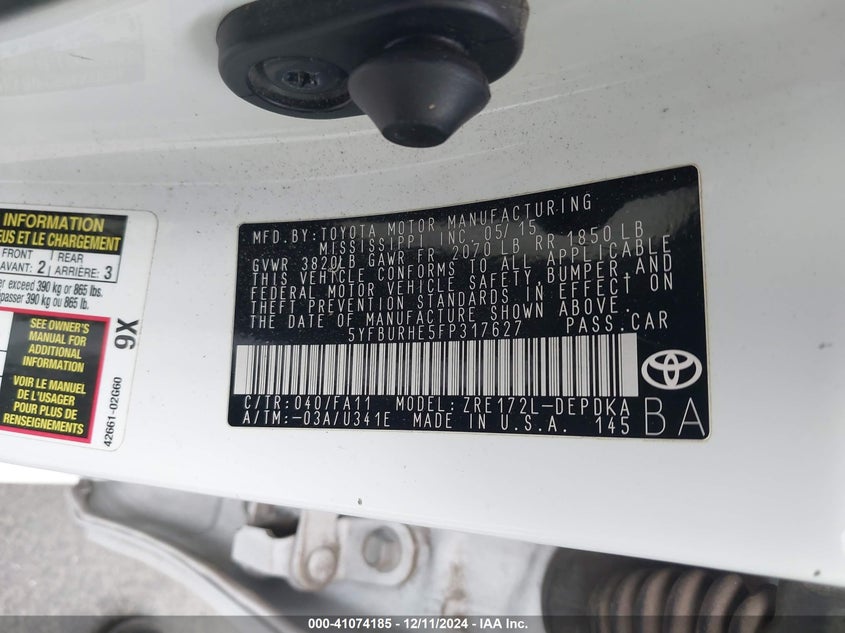 INFORMATION
EUS ET LE CHARGEMENT
FRONT 2
AVANT:
ARRIÈRE: 3
er exceed 390 kg or 865 lbs.
passer 390 kg ou 865 lb.
SEE OWNER'S
MANUAL FOR
ADDITIONAL
INFORMATION
VOIR LE MANUEL
DE L'USAGER
POUR PLUS DE
RENSEIGNEMENTS
9X
42661-02G60
MFD.BY:TOYOTA MOTOR MANUFACTURING
MISSISSIPPI INC.05/15
GVWR 3820LB GAWR FR 2070 LB RR 1850 LB
THIS VEHICLE CONFORMS TO ALL APPLICABLE
FEDERAL MOTOR VEHICLE SAFETY,BUMPER,AND
THEFT PREVENTION STANDARDS IN EFFECT ON
THE DATE OF MANUFACTURE SHOWN ABOVE.
5YFBURHE5FP317627 PASS.CAR
C/TR:040/FA11 MODEL:ZRE172L-DEPDKA
A/TM:-03A/U341E MADE IN U.S.A. 145
BA
000-41074185 - 12/11/2024 - IAA Inc.